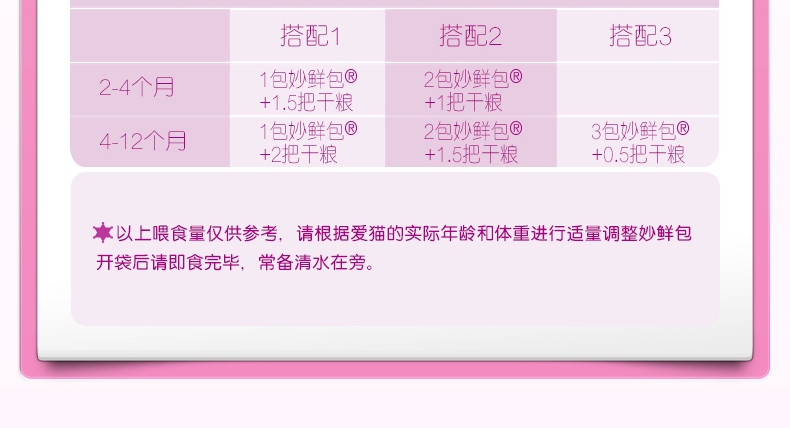 搭配1 搭配2 搭配3
2-4个月 1包妙鲜包® 2包妙鲜包®
+1.5把干粮 +1把干粮
4-12个月 1包妙鲜包® 2包妙鲜包® 3包妙鲜包®
+2把干粮 +1.5把干粮 +0.5把干粮
以上喂食量仅供参考，请根据爱猫的实际年龄和体重进行适量调整妙鲜包
开袋后请即食完毕，常备清水在旁。